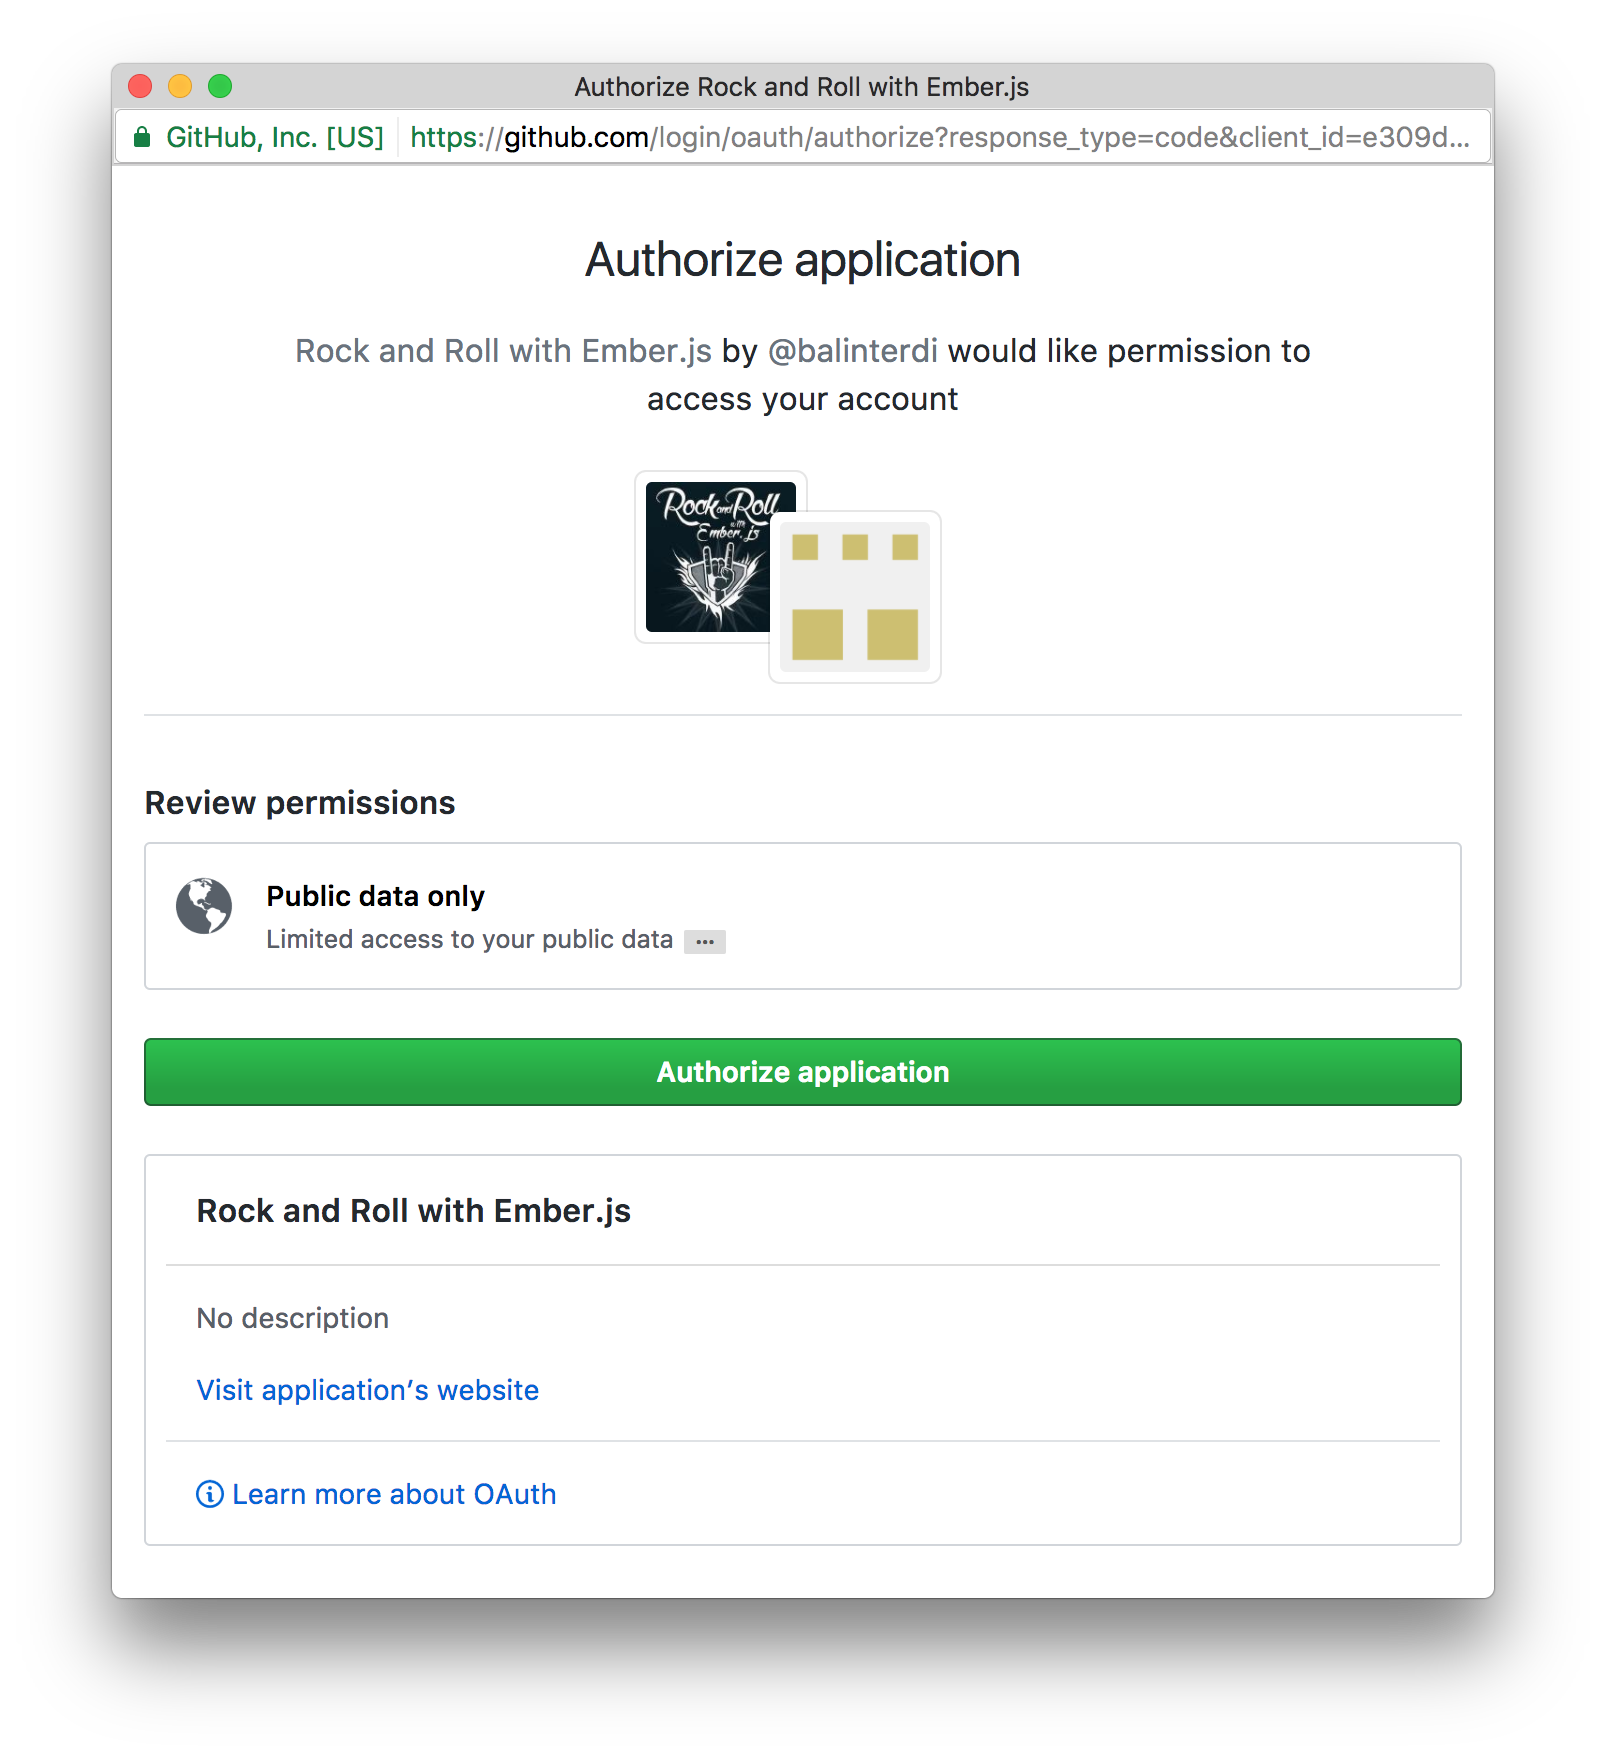 Authorize Rock and Roll with Ember.js
GitHub, Inc. [US] https://github.com/login/oauth/authorize?response_type=code&client_id=e309d...
Authorize application
Rock and Roll with Ember.js by @balinterdi would like permission to
access your account
Rock and Roll
with
Ember.js
Review permissions
Public data only
Limited access to your public data ...
Authorize application
Rock and Roll with Ember.js
No description
Visit application’s website
Learn more about OAuth